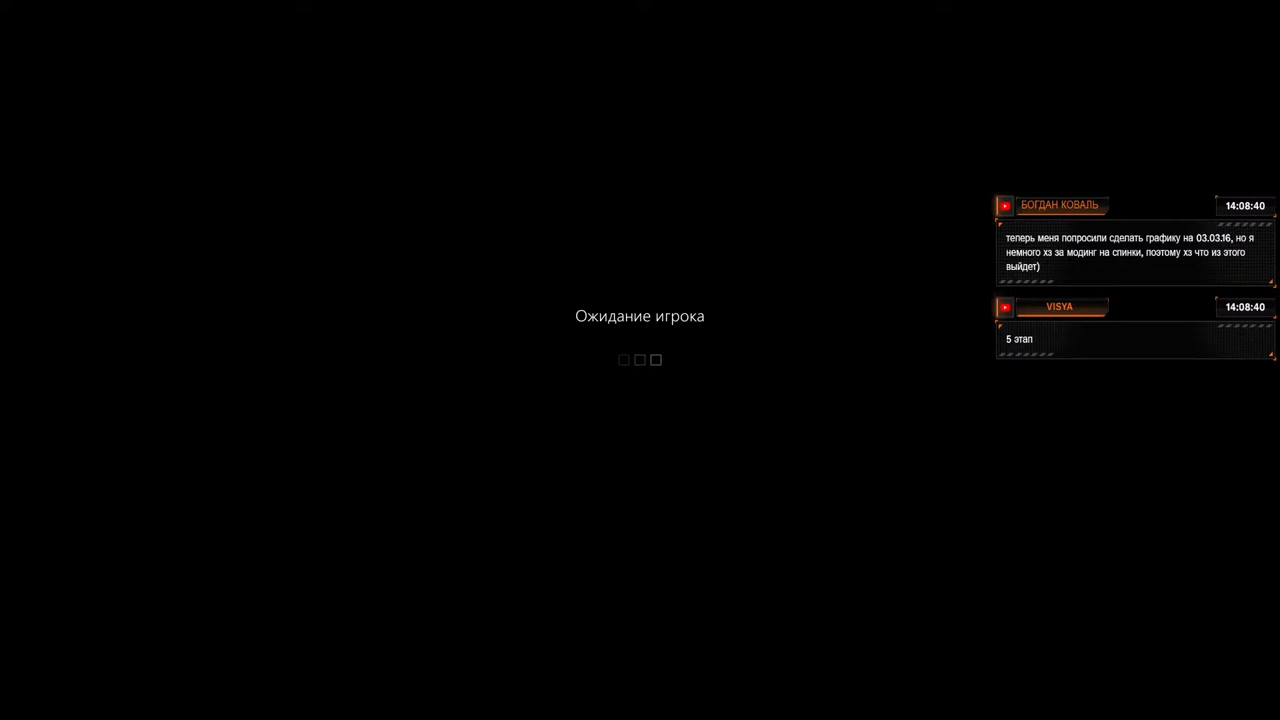 БОГДАН КОВАЛЬ 14:08:40
теперь меня попросили сделать графику на 03.03.16, но я
немного хз за модинг на спинки, поэтому хз что из этого
выйдет)
VISYA 14:08:40
5 этап
Ожидание игрока